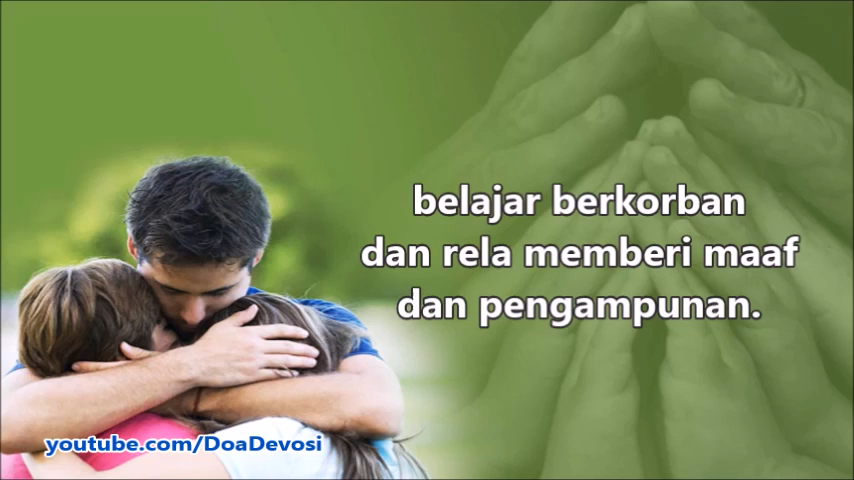 belajar berkorban
dan rela memberi maaf
dan pengampunan.
youtube.com/DoaDevosi